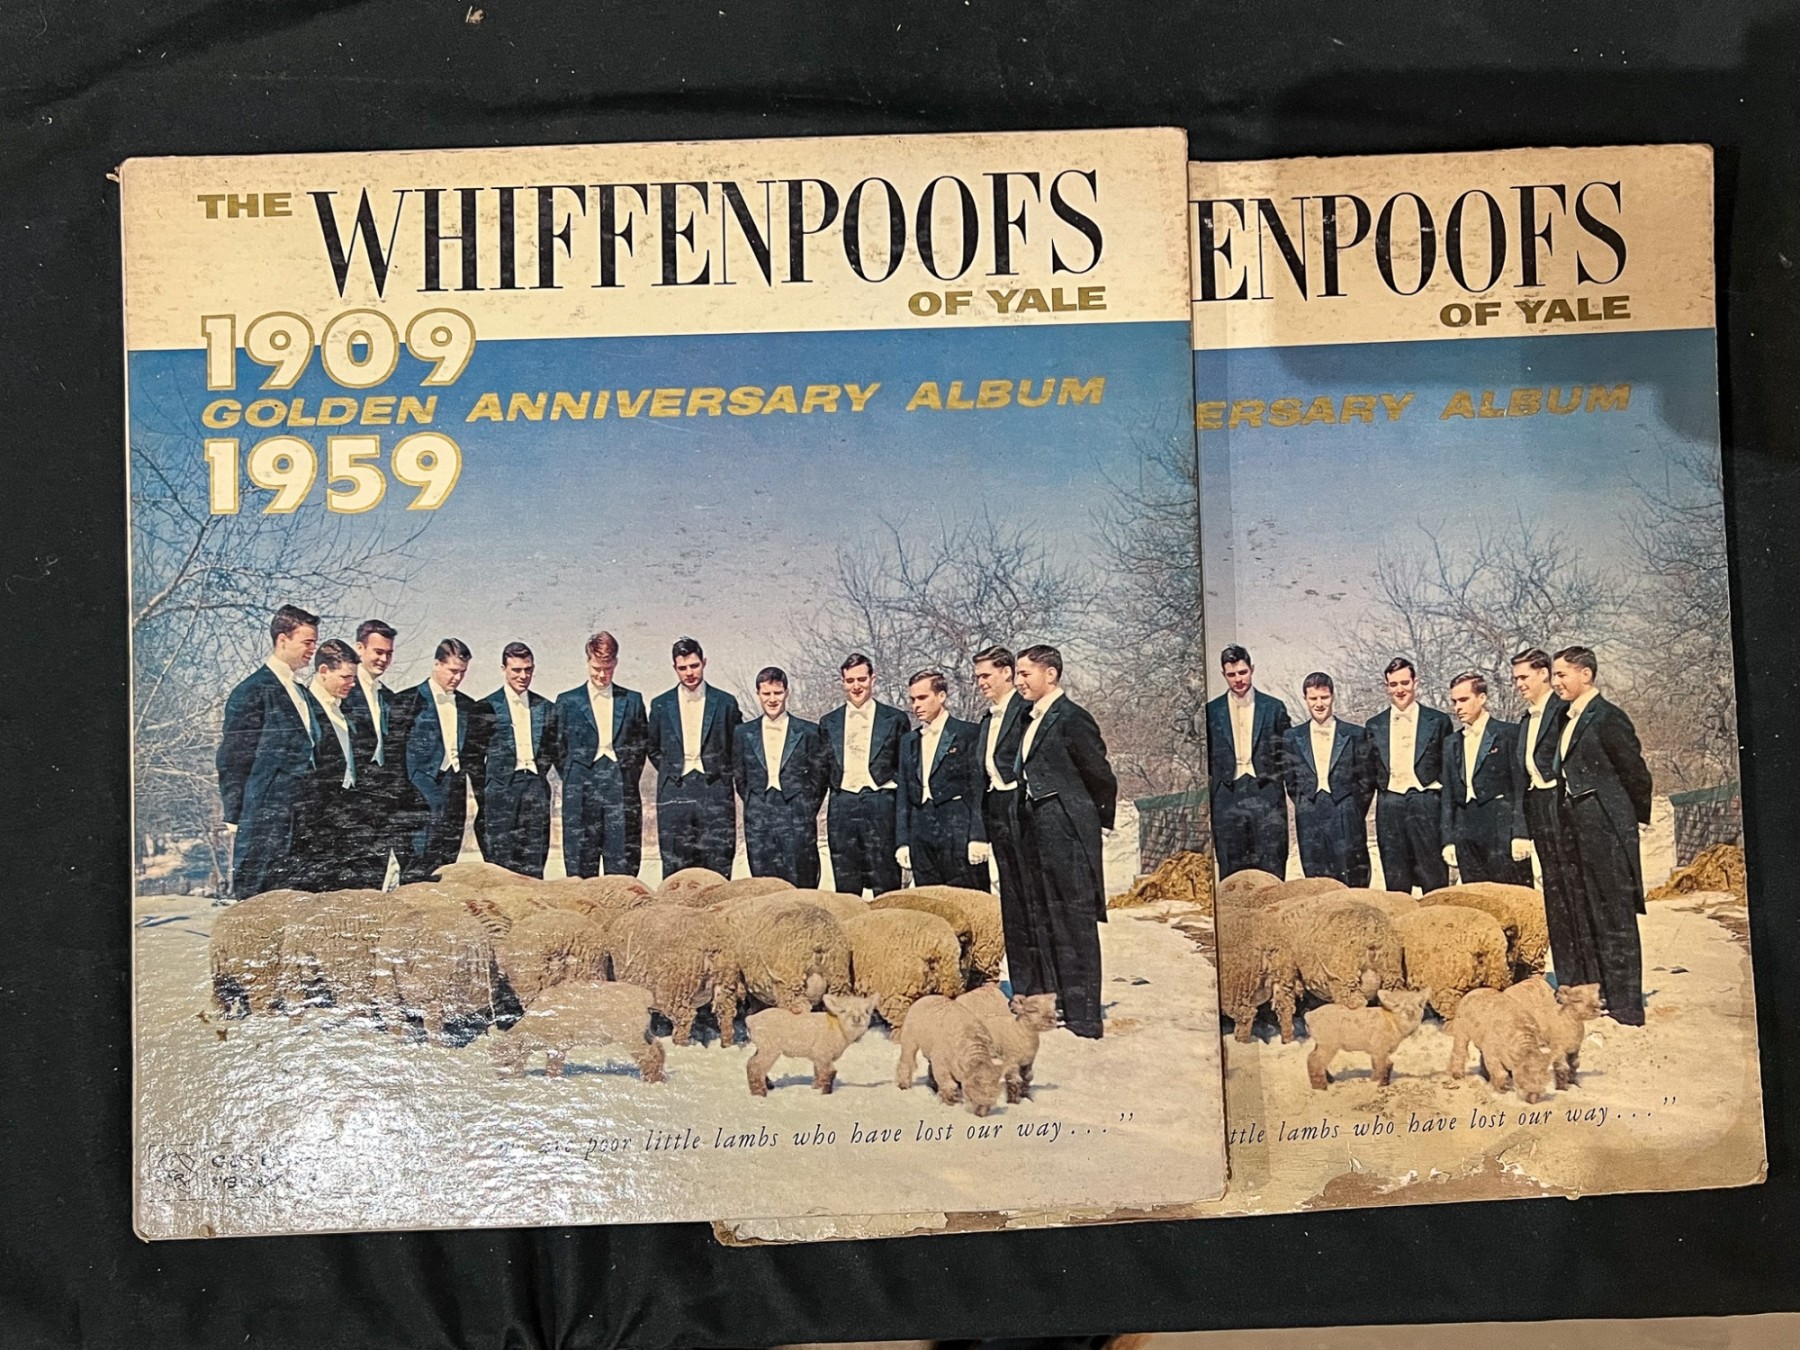 THE WHIFFENPOOFS
OF YALE
1909
GOLDEN ANNIVERSARY ALBUM
1959
poor little lambs who have lost our way..."
ENPOOFS
OF YALE
ERSARY ALBUM
ttle lambs who have lost our way..."